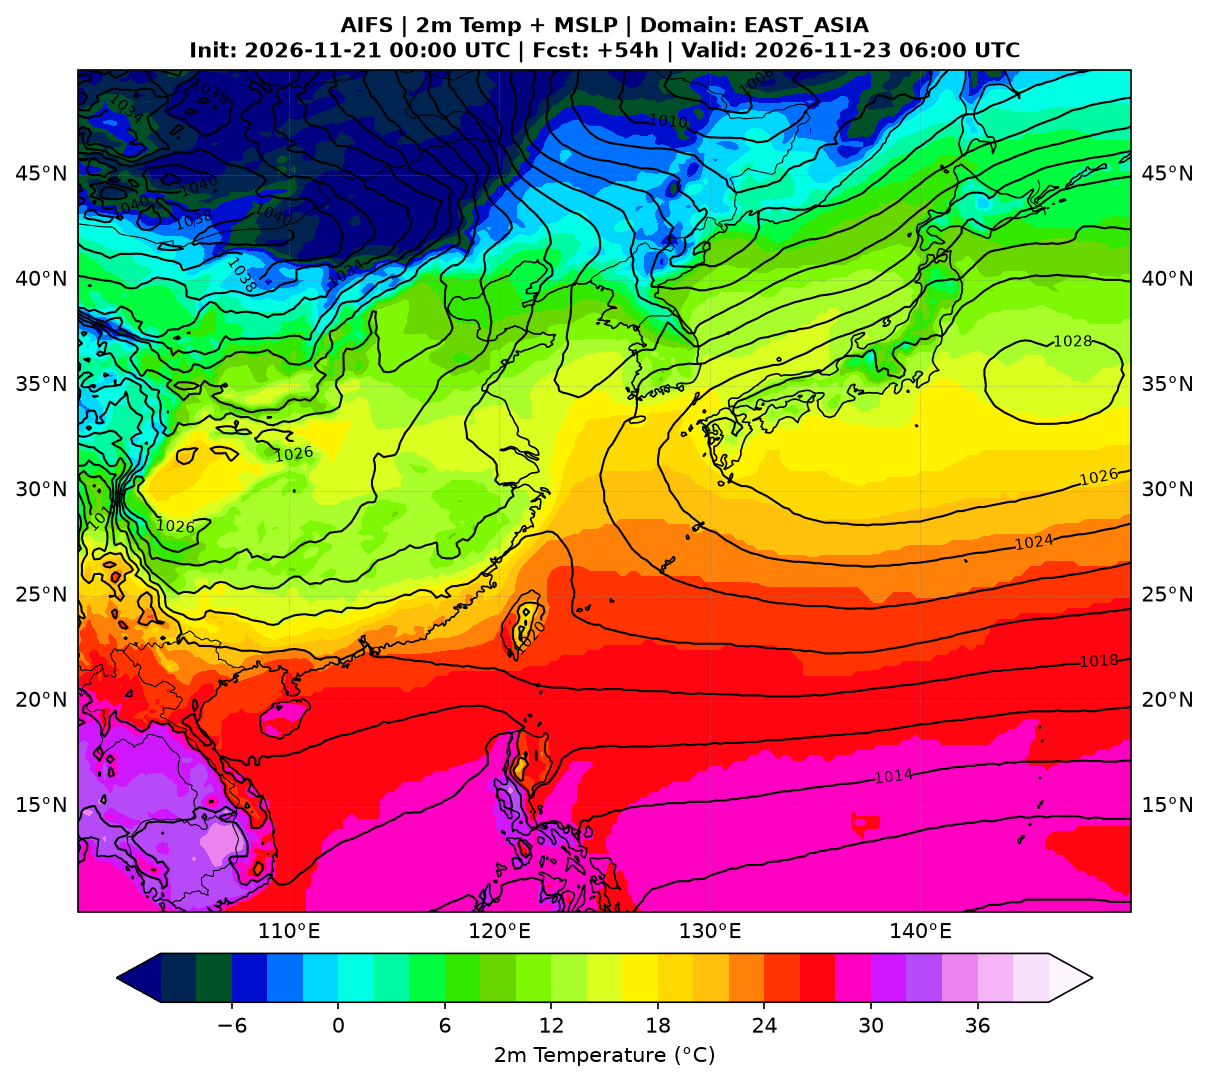 AIFS | 2m Temp + MSLP | Domain: EAST_ASIA
Init: 2026-11-21 00:00 UTC | Fcst: +54h | Valid: 2026-11-23 06:00 UTC
1038
1034
1006
1010
1040
1040
1038
1040
1038
1034
1028
1026
1026
1026
1024
1020
1018
1014
45°N
40°N
35°N
30°N
25°N
20°N
15°N
45°N
40°N
35°N
30°N
25°N
20°N
15°N
110°E 120°E 130°E 140°E
−6 0 6 12 18 24 30 36
2m Temperature (°C)